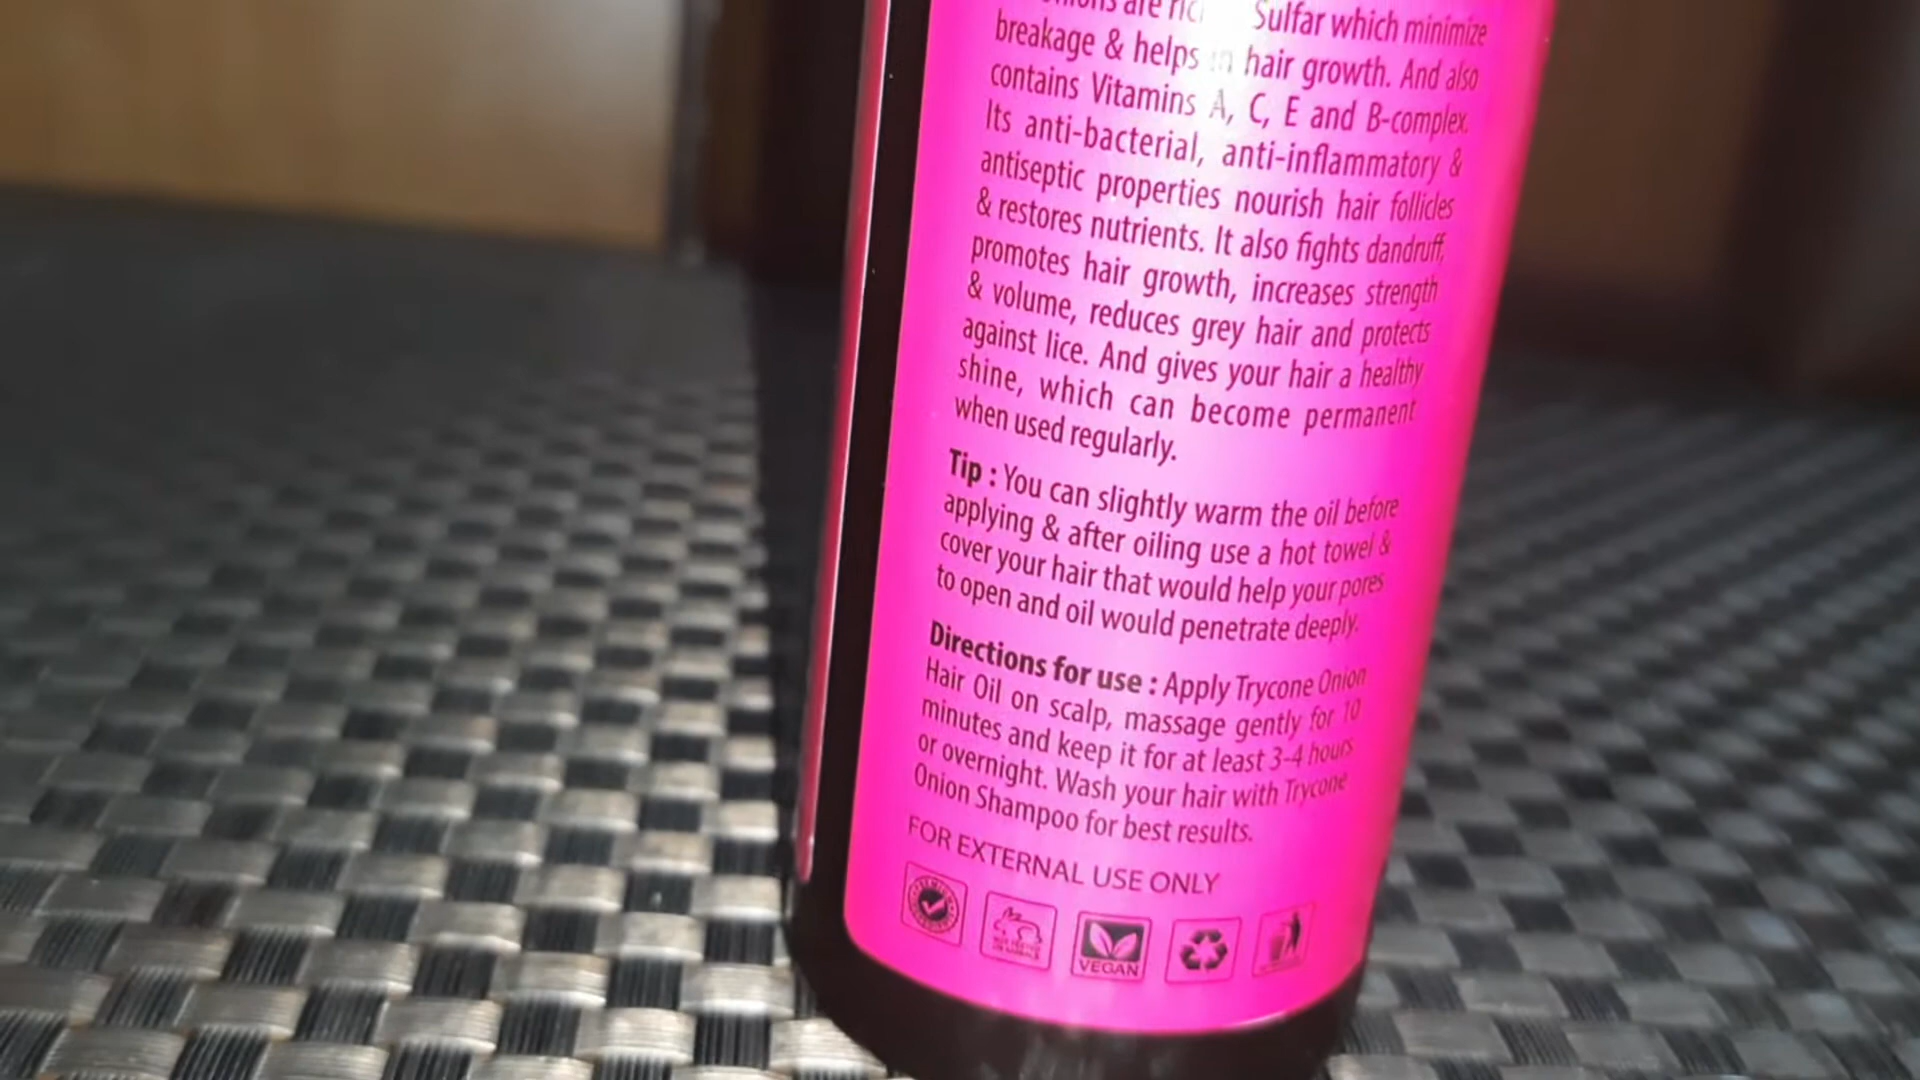 are Sulfar which minimize
breakage & helps in hair growth. And also
contains Vitamins A, C, E and B-complex.
Its anti-bacterial, anti-inflammatory &
antiseptic properties nourish hair follicles
& restores nutrients. It also fights dandruff,
promotes hair growth, increases strength
& volume, reduces grey hair and protects
against lice. And gives your hair a healthy
shine, which can become permanent
when used regularly.
Tip : You can slightly warm the oil before
applying & after oiling use a hot towel &
cover your hair that would help your pores
to open and oil would penetrate deeply.
Directions for use : Apply Trycone Onion
Hair Oil on scalp, massage gently for 10
minutes and keep it for at least 3-4 hours
or overnight. Wash your hair with Trycone
Onion Shampoo for best results.
FOR EXTERNAL USE ONLY
VEGAN